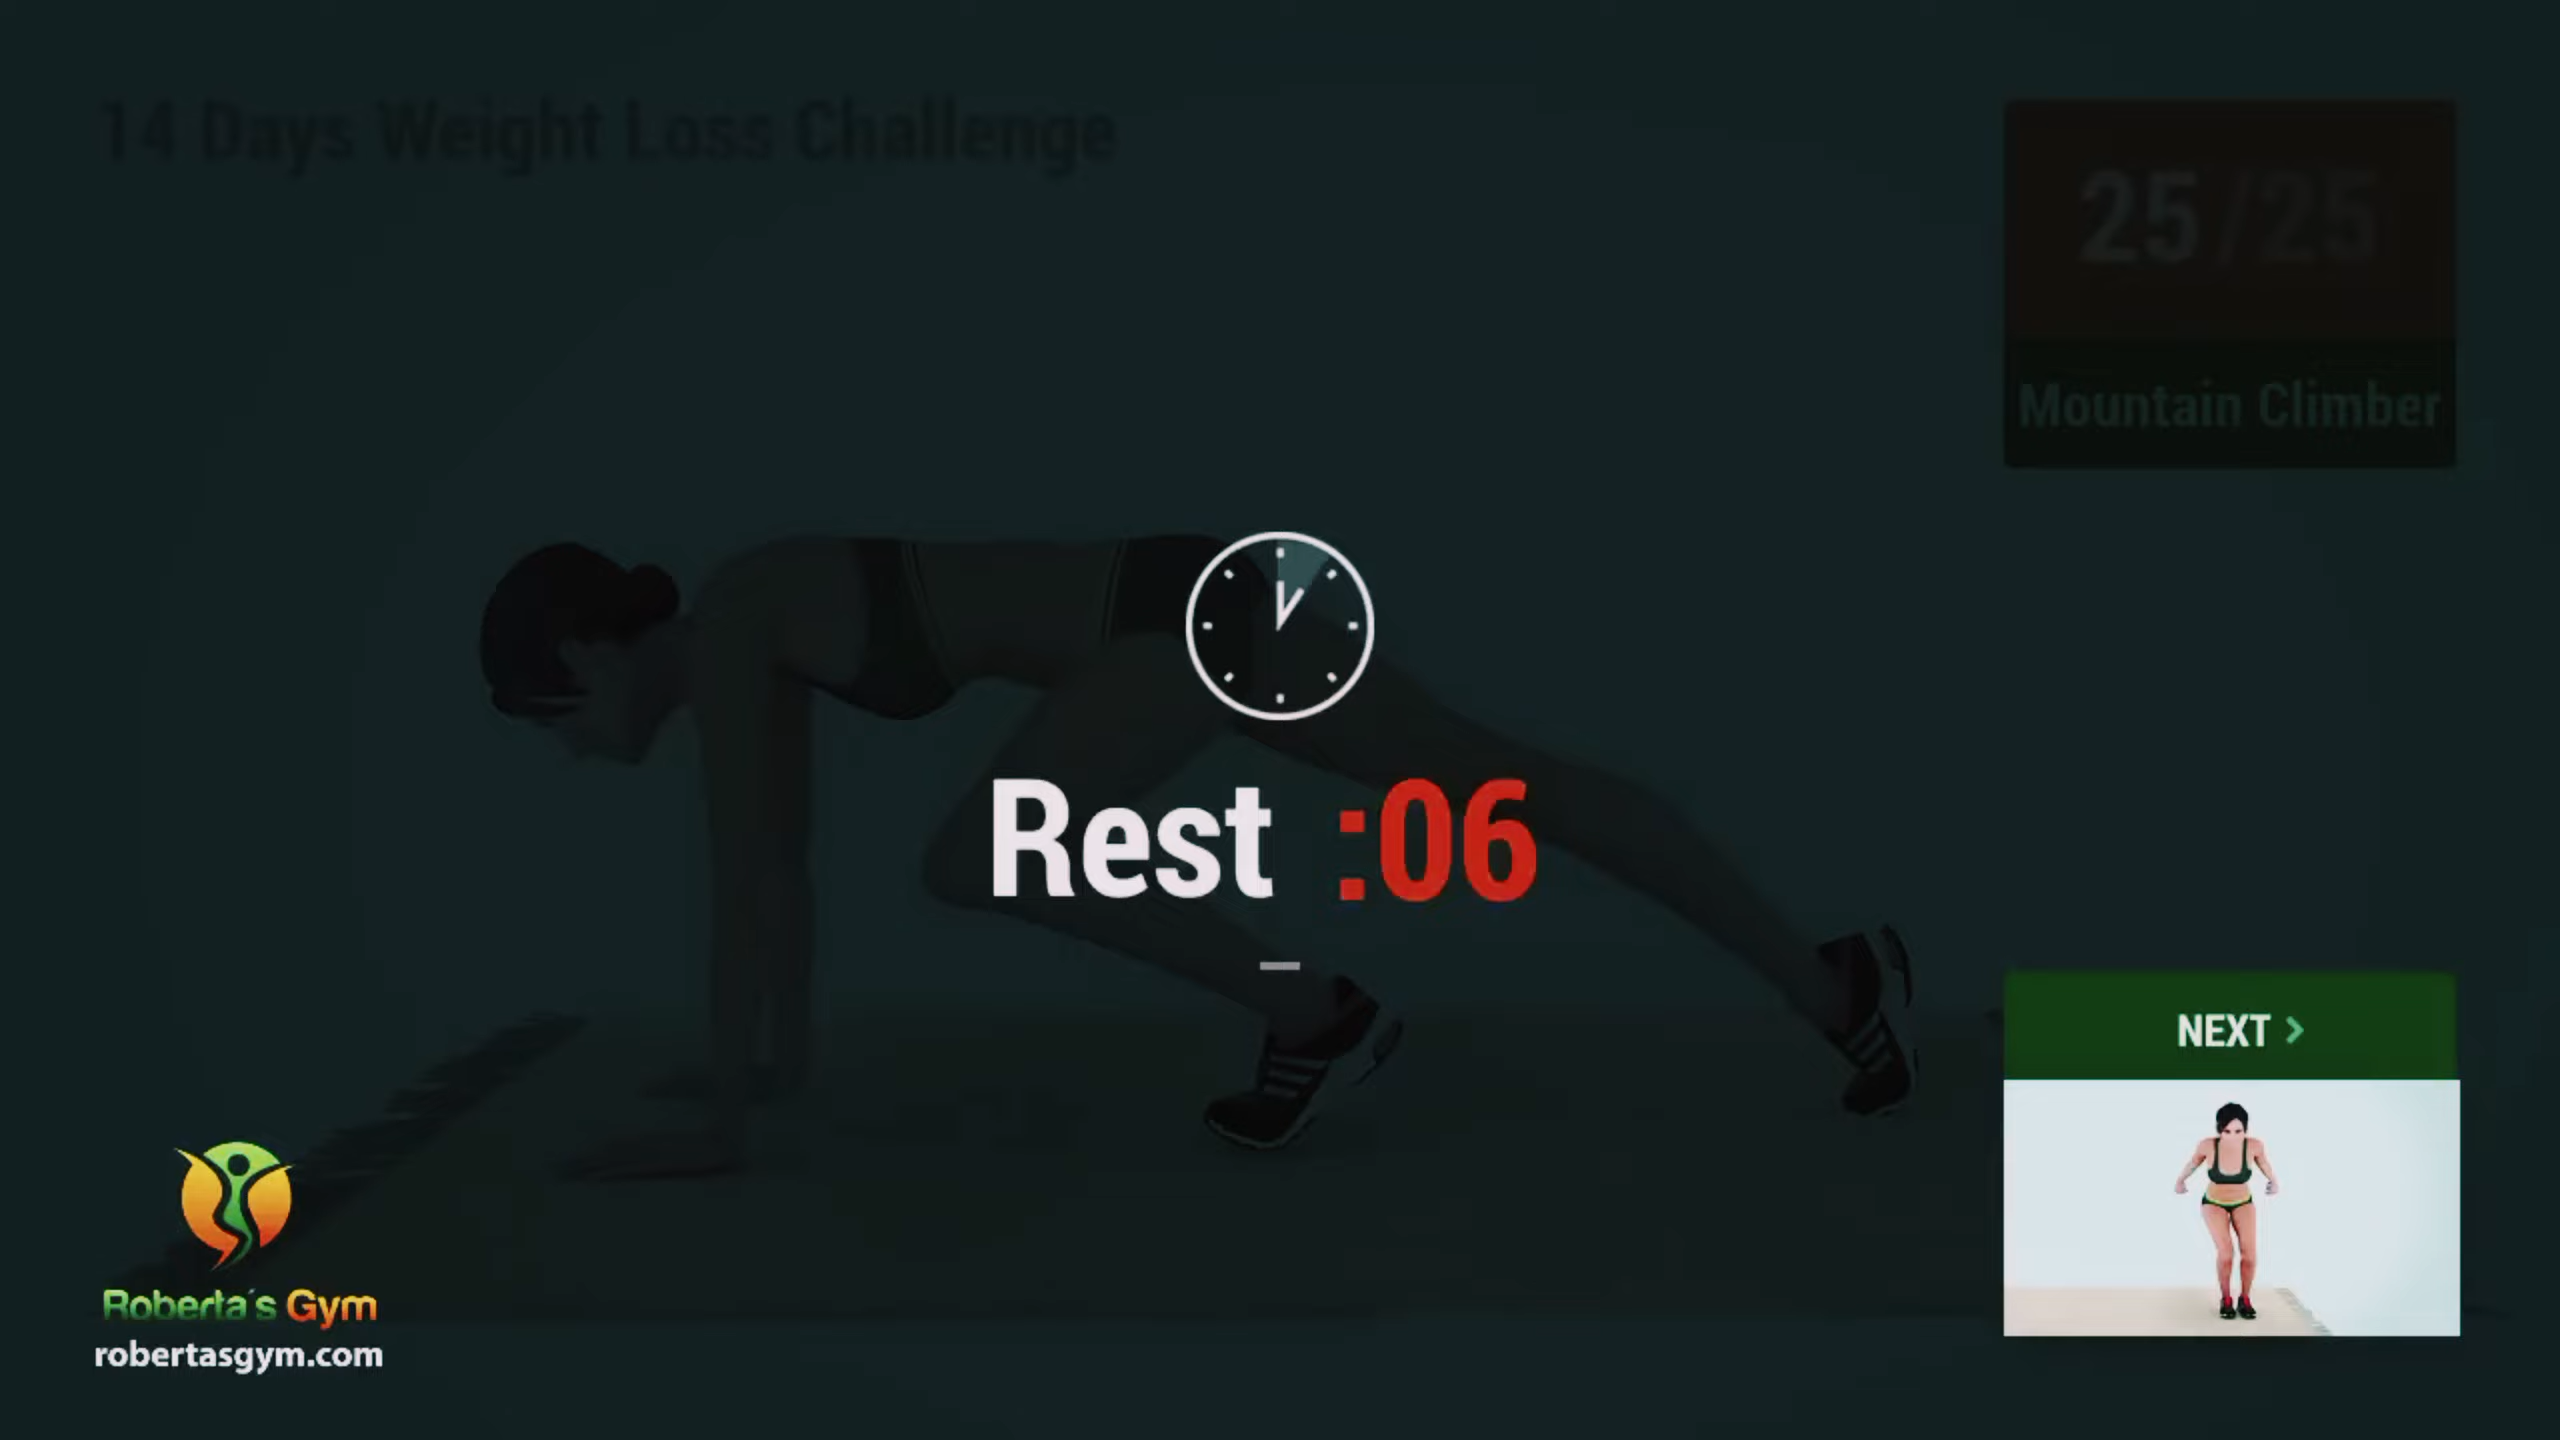 14 Days Weight Loss Challenge
25/25
Mountain Climber
Rest :06
NEXT >
Roberta's Gym
robertasgym.com